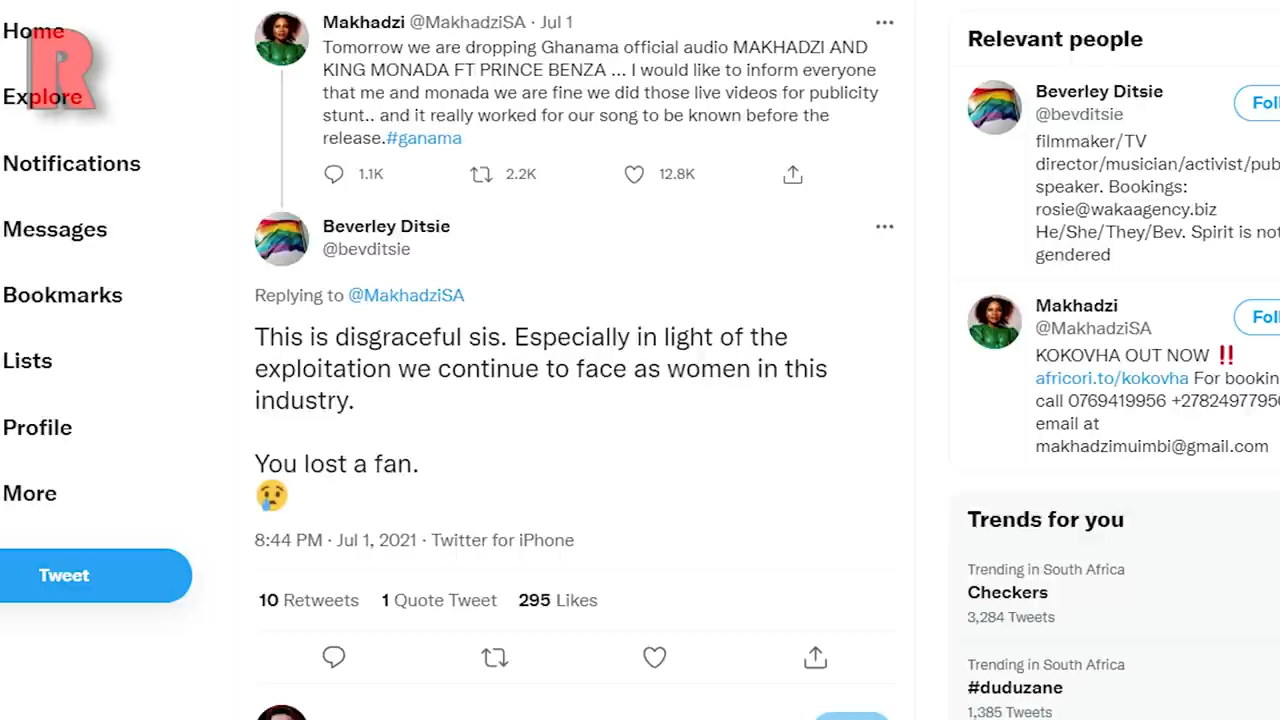 Home
R
Explore
Notifications
Messages
Bookmarks
Lists
Profile
More
Tweet
Makhadzi @MakhadziSA · Jul 1
Tomorrow we are dropping Ghanama official audio MAKHADZI AND
KING MONADA FT PRINCE BENZA ... I would like to inform everyone
that me and monada we are fine we did those live videos for publicity
stunt.. and it really worked for our song to be known before the
release.#ganama
1.1K 2.2K 12.8K
Beverley Ditsie
@bevditsie
Replying to @MakhadziSA
This is disgraceful sis. Especially in light of the
exploitation we continue to face as women in this
industry.
You lost a fan.
😢
8:44 PM · Jul 1, 2021 · Twitter for iPhone
10 Retweets 1 Quote Tweet 295 Likes
Relevant people
Beverley Ditsie
@bevditsie
Foll
filmmaker/TV
director/musician/activist/pub
speaker. Bookings:
rosie@wakaagency.biz
He/She/They/Bev. Spirit is not
gendered
Makhadzi
@MakhadziSA
Foll
KOKOVHA OUT NOW ‼️
africori.to/kokovha For bookin
call 0769419956 +2782497795
email at
makhadzimuimbi@gmail.com
Trends for you
Trending in South Africa
Checkers
3,284 Tweets
Trending in South Africa
#duduzane
1,385 Tweets